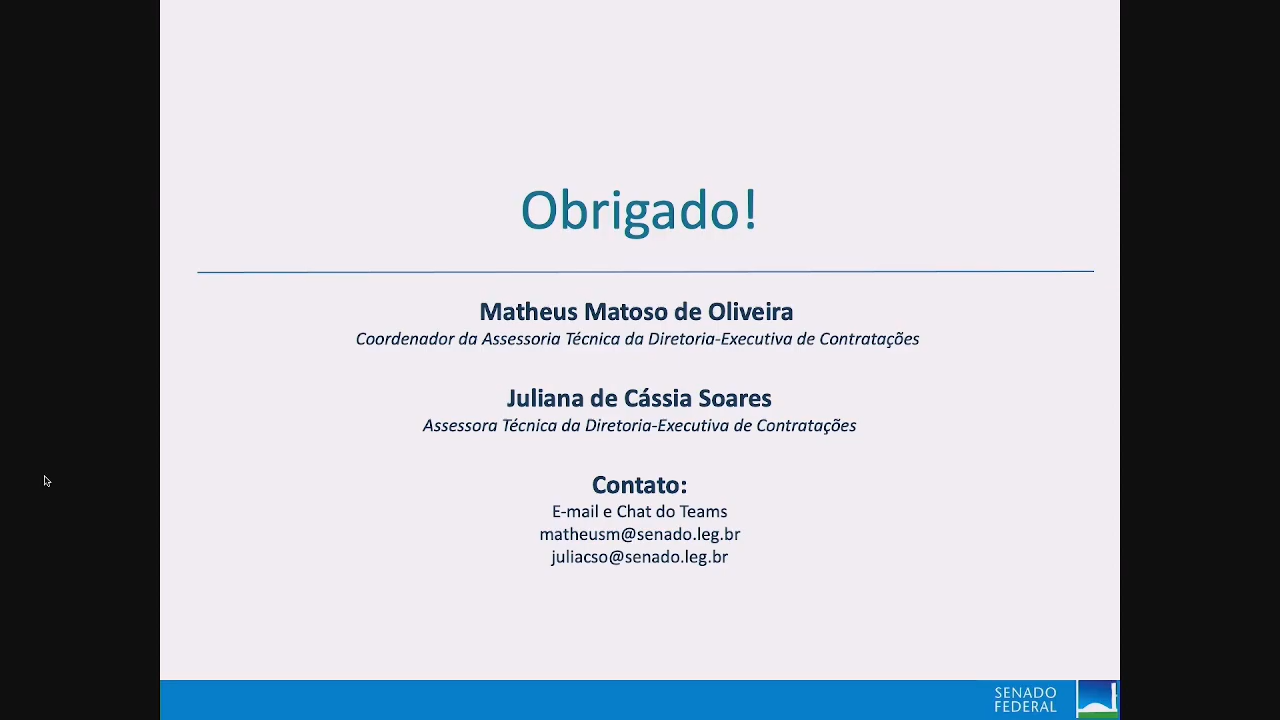 Obrigado!
Matheus Matoso de Oliveira
Coordenador da Assessoria Técnica da Diretoria-Executiva de Contratações
Juliana de Cássia Soares
Assessora Técnica da Diretoria-Executiva de Contratações
Contato:
E-mail e Chat do Teams
matheusm@senado.leg.br
juliacso@senado.leg.br
SENADO
FEDERAL